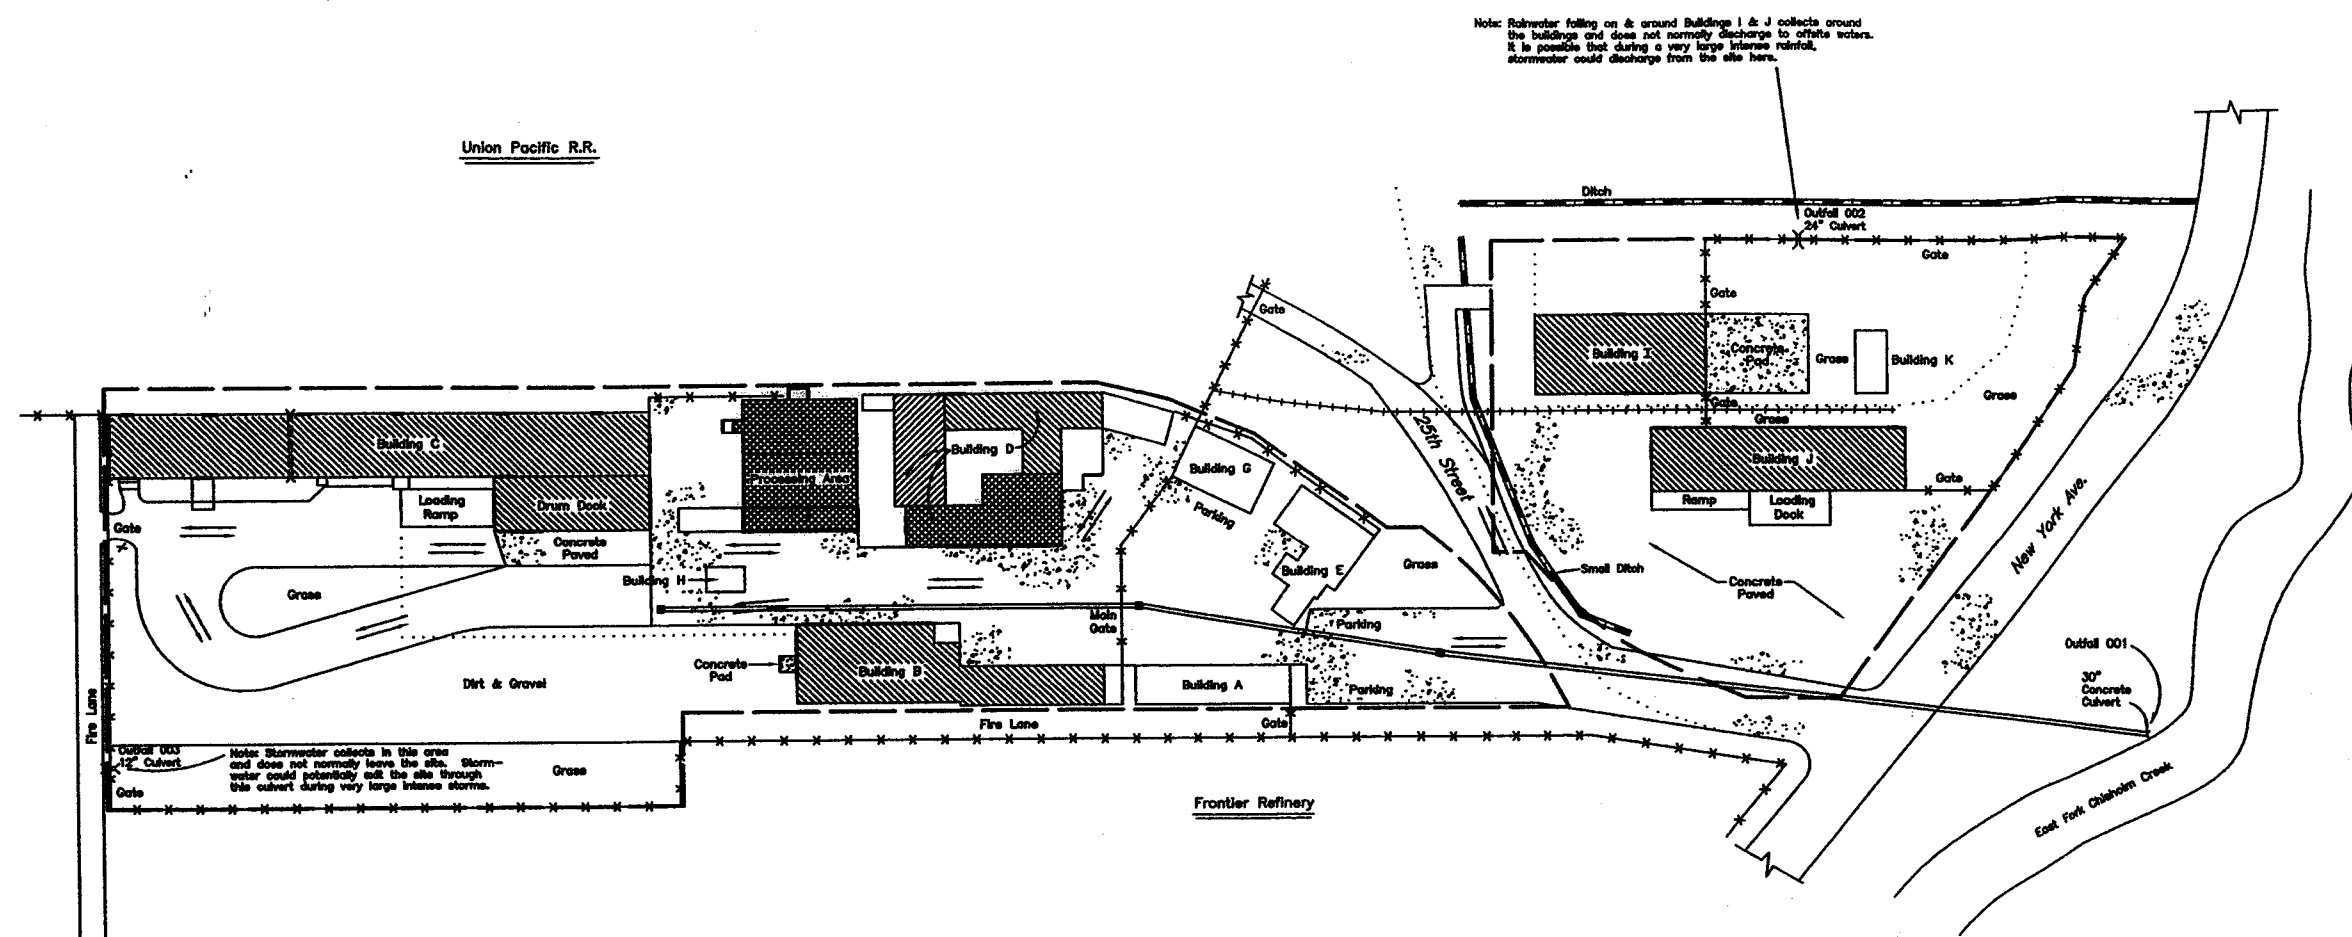 Note: Rainwater falling on & around Buildings I & J collects around
the buildings and does not normally discharge to offsite waters.
It is possible that during a very large intense rainfall,
stormwater could discharge from the site here.
Union Pacific R.R.
Ditch
Outfall 002
24" Culvert
Gate
Gate
Gate
Building I
Concrete
Pad
Grass
Building K
Grass
Gate
Grass
25th Street
Building C
Building D
Building G
Building J
Processing Area
Loading
Ramp
Drum Dock
Parking
Gate
Ramp
Loading
Dock
Gate
Concrete
Paved
New York Ave.
Building H
Building E
Grass
Small Ditch
Concrete
Paved
Grass
Main
Gate
Parking
Outfall 001
Concrete
Pad
Building B
30"
Concrete
Culvert
Dirt & Gravel
Building A
Parking
Fire Lane
Fire Lane
Gate
Outfall 003
12" Culvert
Note: Stormwater collects in this area
and does not normally leave the site. Storm-
water could potentially exit the site through
this culvert during very large intense storms.
Grass
Gate
Frontier Refinery
East Fork Chisholm Creek